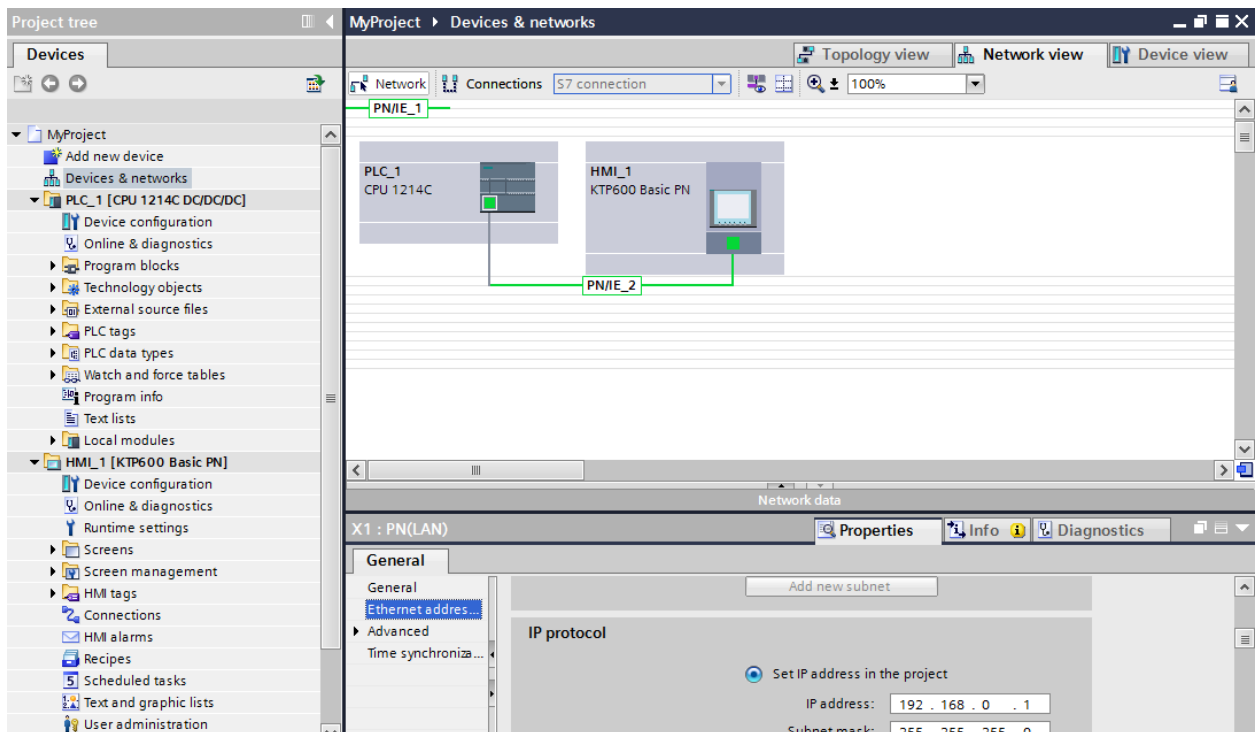 Project tree
Devices
MyProject
Add new device
Devices & networks
PLC_1 [CPU 1214C DC/DC/DC]
Device configuration
Online & diagnostics
Program blocks
Technology objects
External source files
PLC tags
PLC data types
Watch and force tables
Program info
Text lists
Local modules
HMI_1 [KTP600 Basic PN]
Device configuration
Online & diagnostics
Runtime settings
Screens
Screen management
HMI tags
Connections
HMI alarms
Recipes
Scheduled tasks
Text and graphic lists
User administration
MyProject Devices & networks
Topology view Network view Device view
Network Connections S7 connection 100%
PN/IE_1
PLC_1
CPU 1214C
HMI_1
KTP600 Basic PN
PN/IE_2
Network data
X1 : PN(LAN)
Properties Info Diagnostics
General
General
Ethernet addres...
Advanced
Time synchroniza...
Add new subnet
IP protocol
Set IP address in the project
IP address: 192 . 168 . 0 . 1
Subnet mask: 255 . 255 . 255 . 0